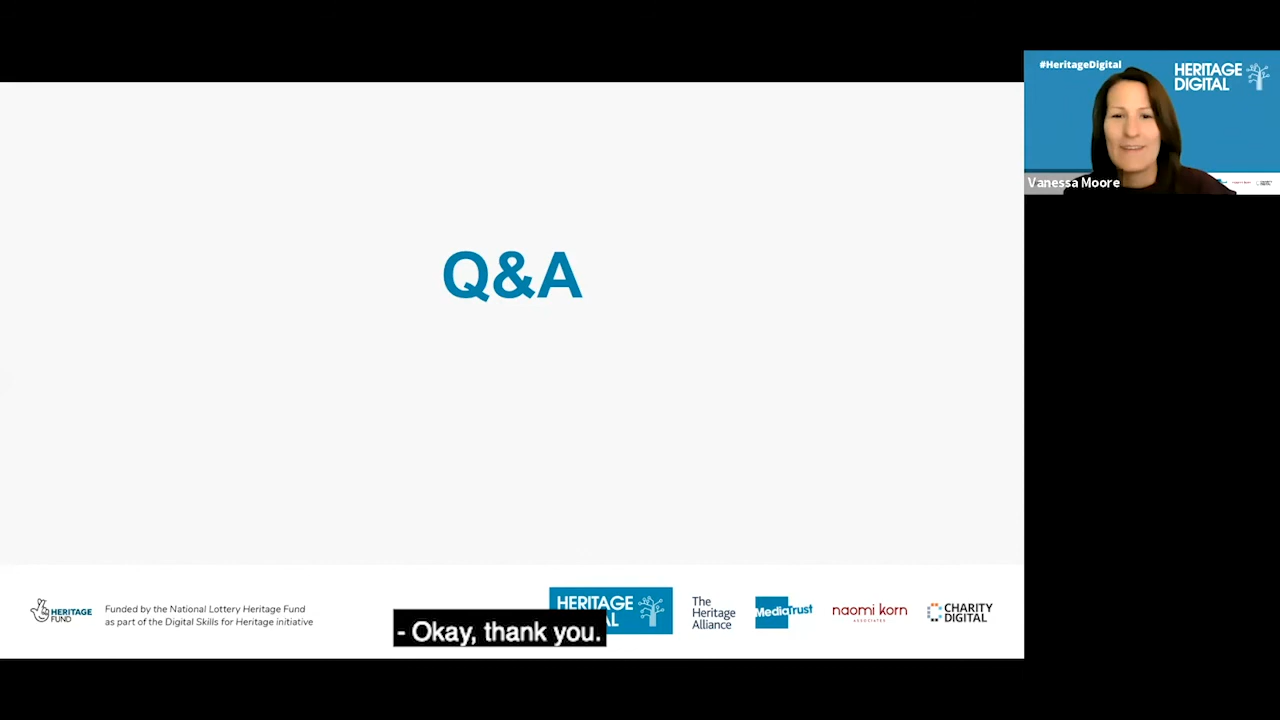 #HeritageDigital
HERITAGE
DIGITAL
Vanessa Moore
Q&A
HERITAGE
FUND
Funded by the National Lottery Heritage Fund
as part of the Digital Skills for Heritage initiative
HERITAGE
AL
The
Heritage
Alliance
MediaTrust
naomi korn
ASSOCIATES
CHARITY
DIGITAL
- Okay, thank you.